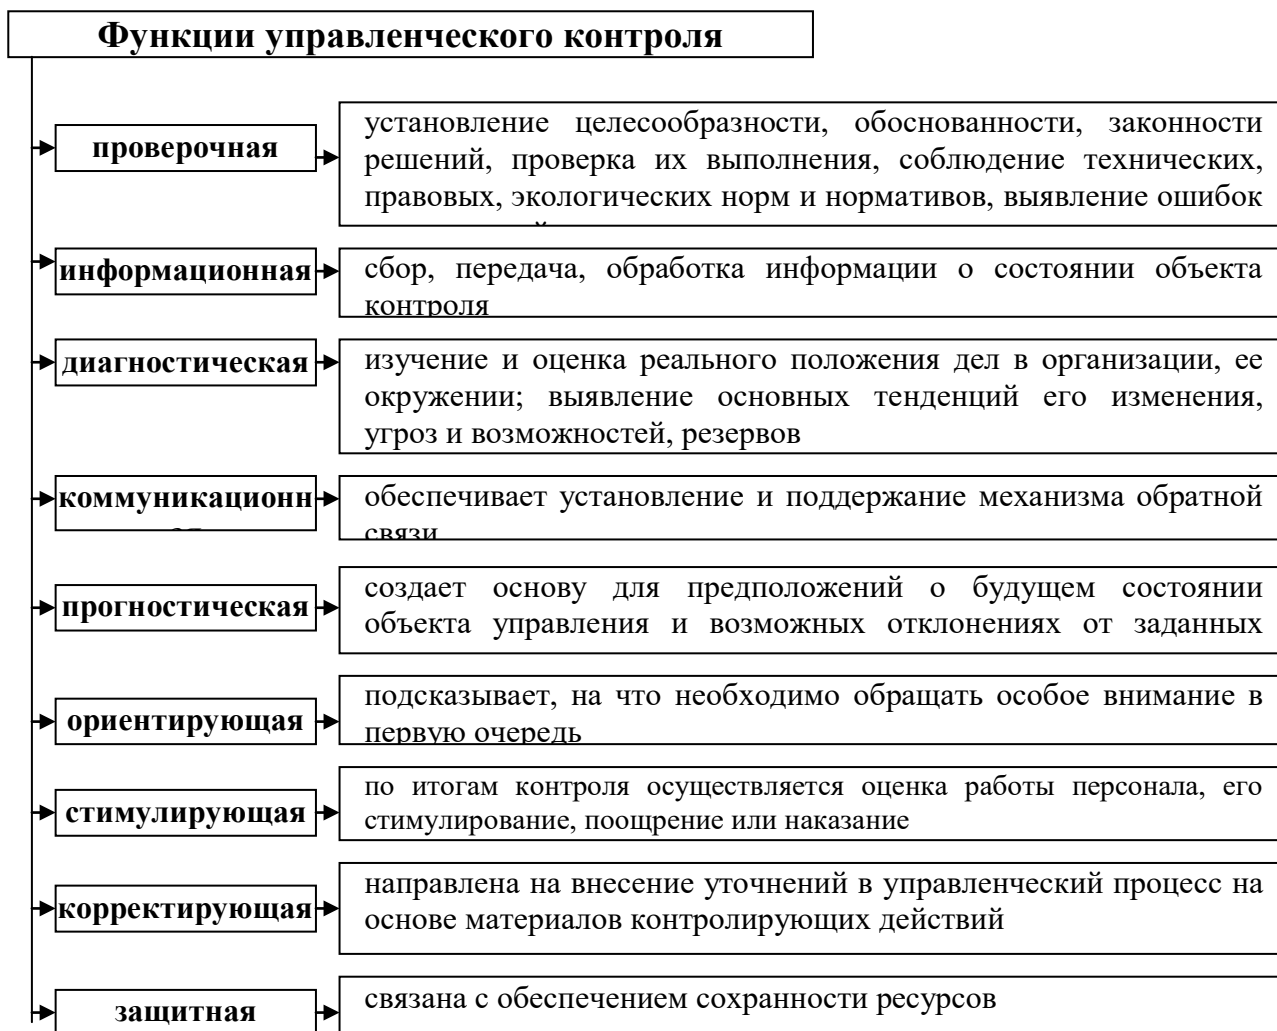 Функции управленческого контроля
проверочная
установление целесообразности, обоснованности, законности
решений, проверка их выполнения, соблюдение технических,
правовых, экологических норм и нормативов, выявление ошибок
информационная
сбор, передача, обработка информации о состоянии объекта
контроля
диагностическая
изучение и оценка реального положения дел в организации, ее
окружении; выявление основных тенденций его изменения,
угроз и возможностей, резервов
коммуникационн
обеспечивает установление и поддержание механизма обратной
связи
прогностическая
создает основу для предположений о будущем состоянии
объекта управления и возможных отклонениях от заданных
ориентирующая
подсказывает, на что необходимо обращать особое внимание в
первую очередь
стимулирующая
по итогам контроля осуществляется оценка работы персонала, его
стимулирование, поощрение или наказание
корректирующая
направлена на внесение уточнений в управленческий процесс на
основе материалов контролирующих действий
защитная
связана с обеспечением сохранности ресурсов